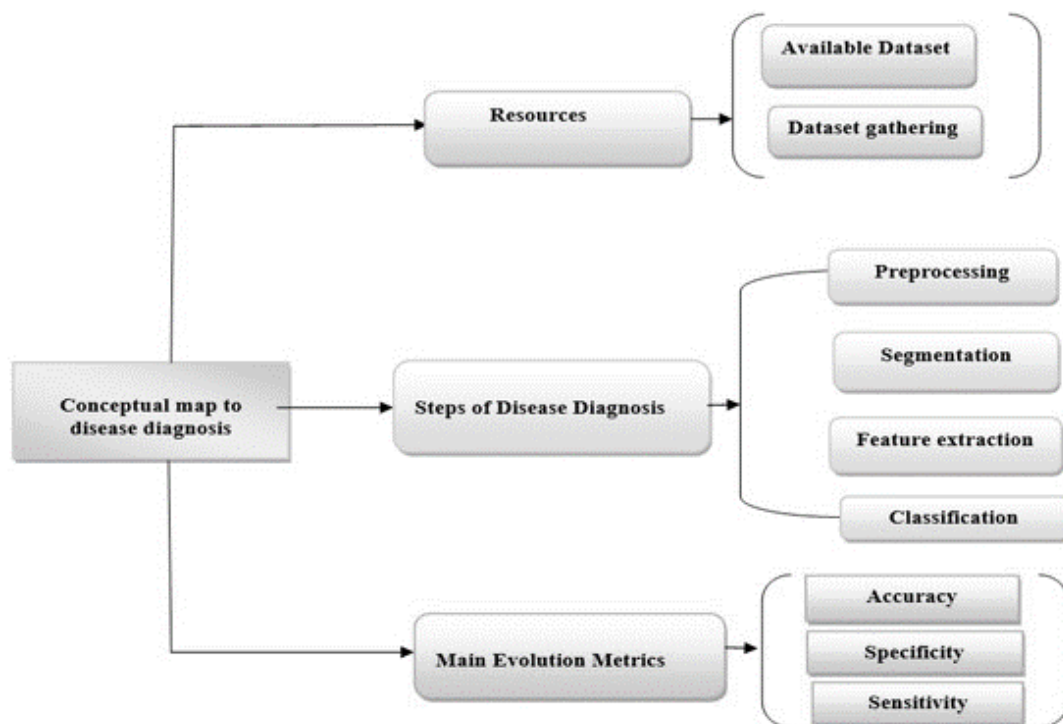 Available Dataset
Resources
Dataset gathering
Preprocessing
Segmentation
Conceptual map to
disease diagnosis
Steps of Disease Diagnosis
Feature extraction
Classification
Accuracy
Main Evolution Metrics
Specificity
Sensitivity